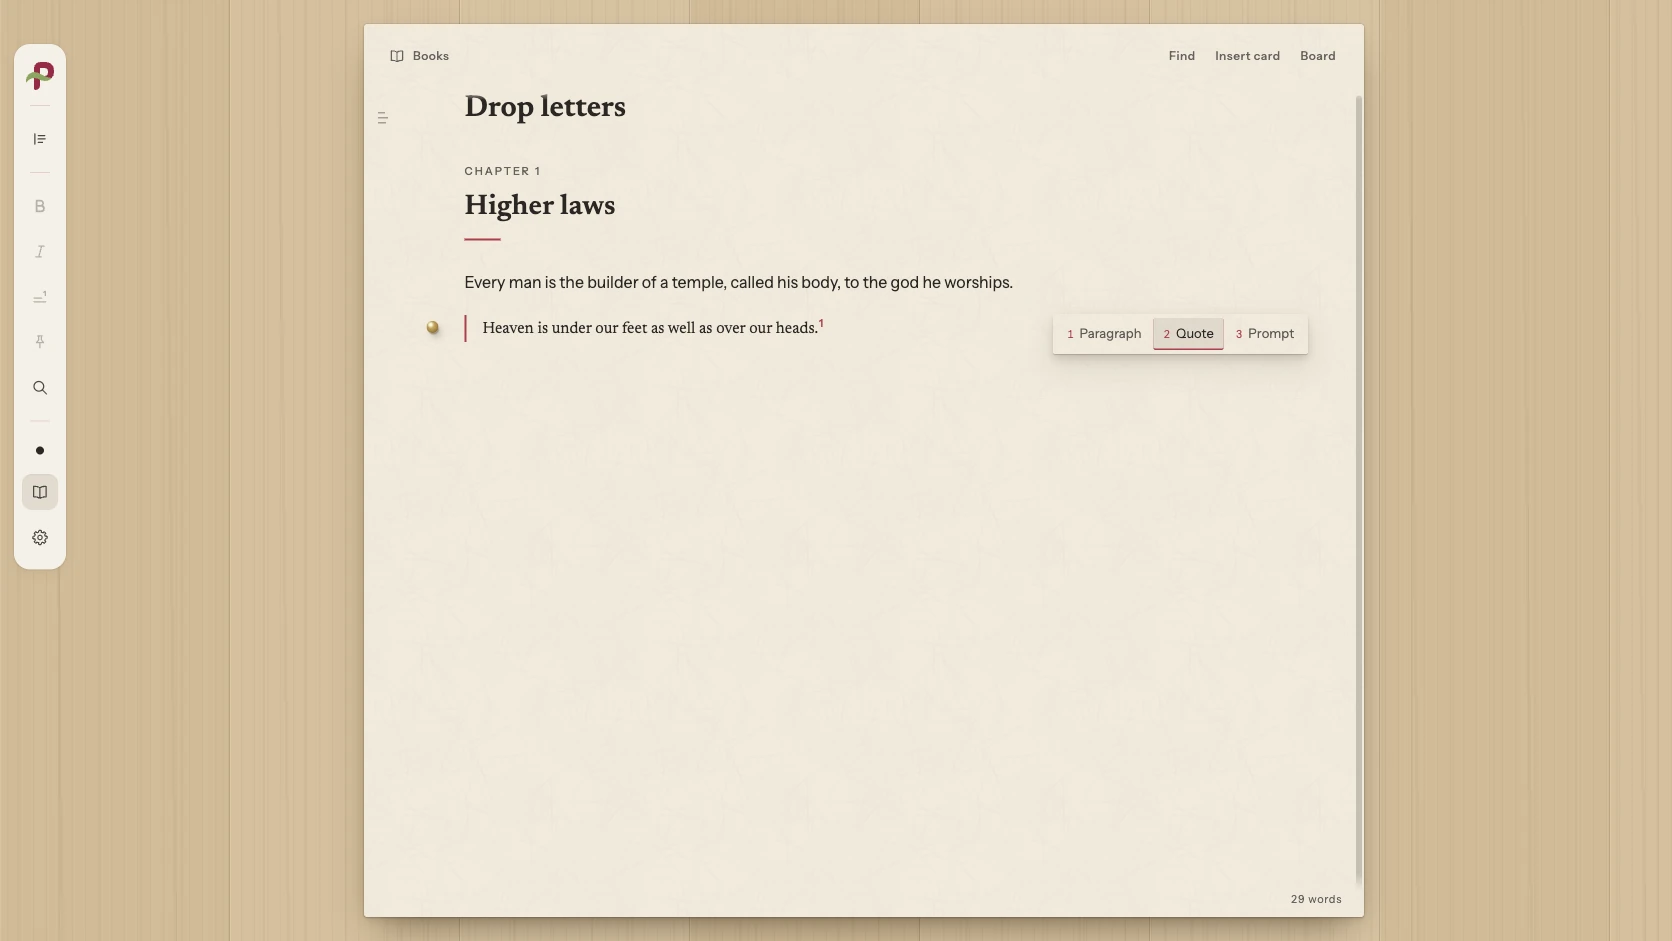 Books
Find Insert card Board
Drop letters
CHAPTER 1
Higher laws
Every man is the builder of a temple, called his body, to the god he worships.
Heaven is under our feet as well as over our heads.1
1 Paragraph 2 Quote 3 Prompt
29 words